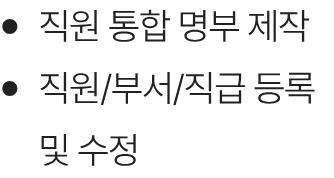 ● 직원 통합 명부 제작
● 직원/부서/직급 등록
및 수정